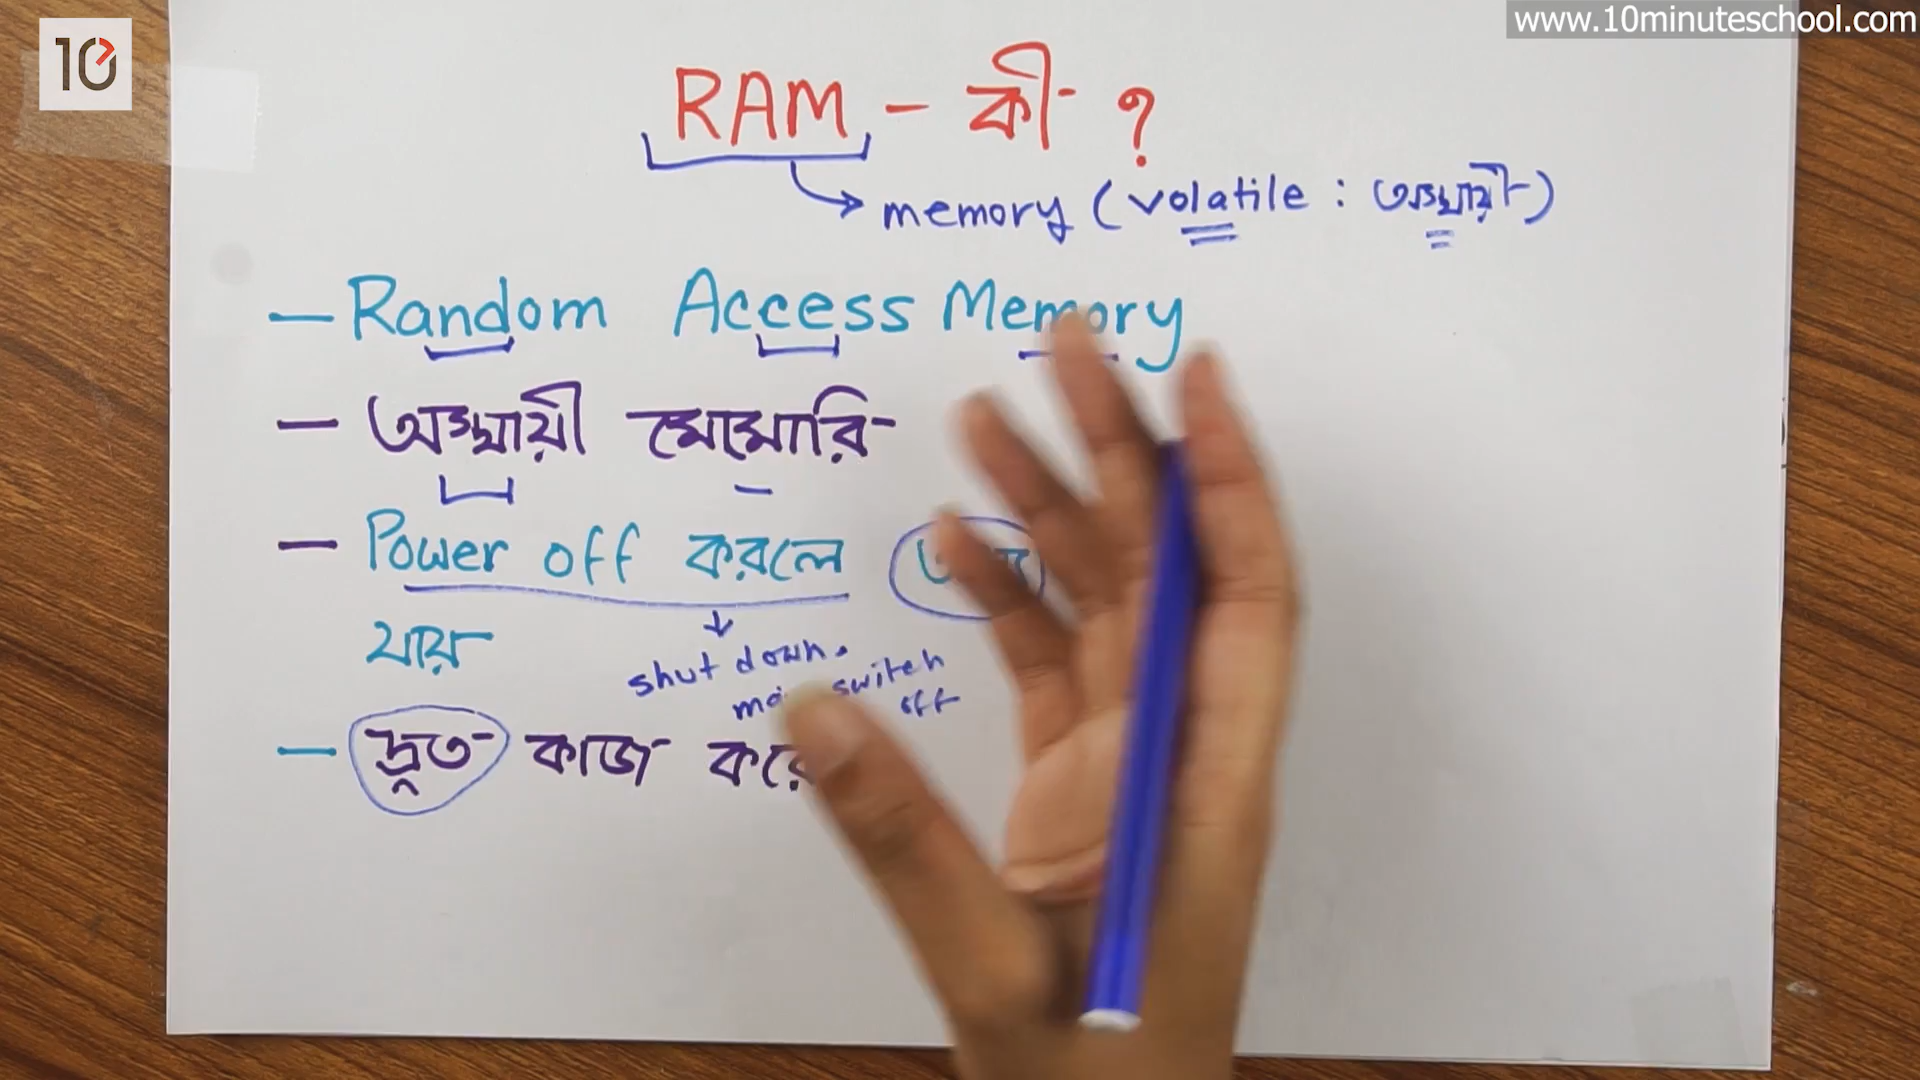 10
www.10minuteschool.com
RAM - কী ?
memory (volatile : অস্থায়ী)
- Random Access Memory
- অস্থায়ী মেমোরি
- Power off করলে
যায়
shut down.
switch
off
- দ্রুত কাজ করে